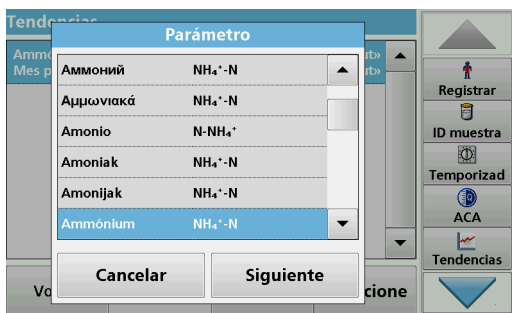 Tendencias
Parámetro
Аммоний NH₄⁺-N
Αμμωνιακά NH₄⁺-N
Amonio N-NH₄⁺
Amoniak NH₄⁺-N
Amonijak NH₄⁺-N
Ammónium NH₄⁺-N
Cancelar
Siguiente
Registrar
ID muestra
Temporizad
ACA
Tendencias